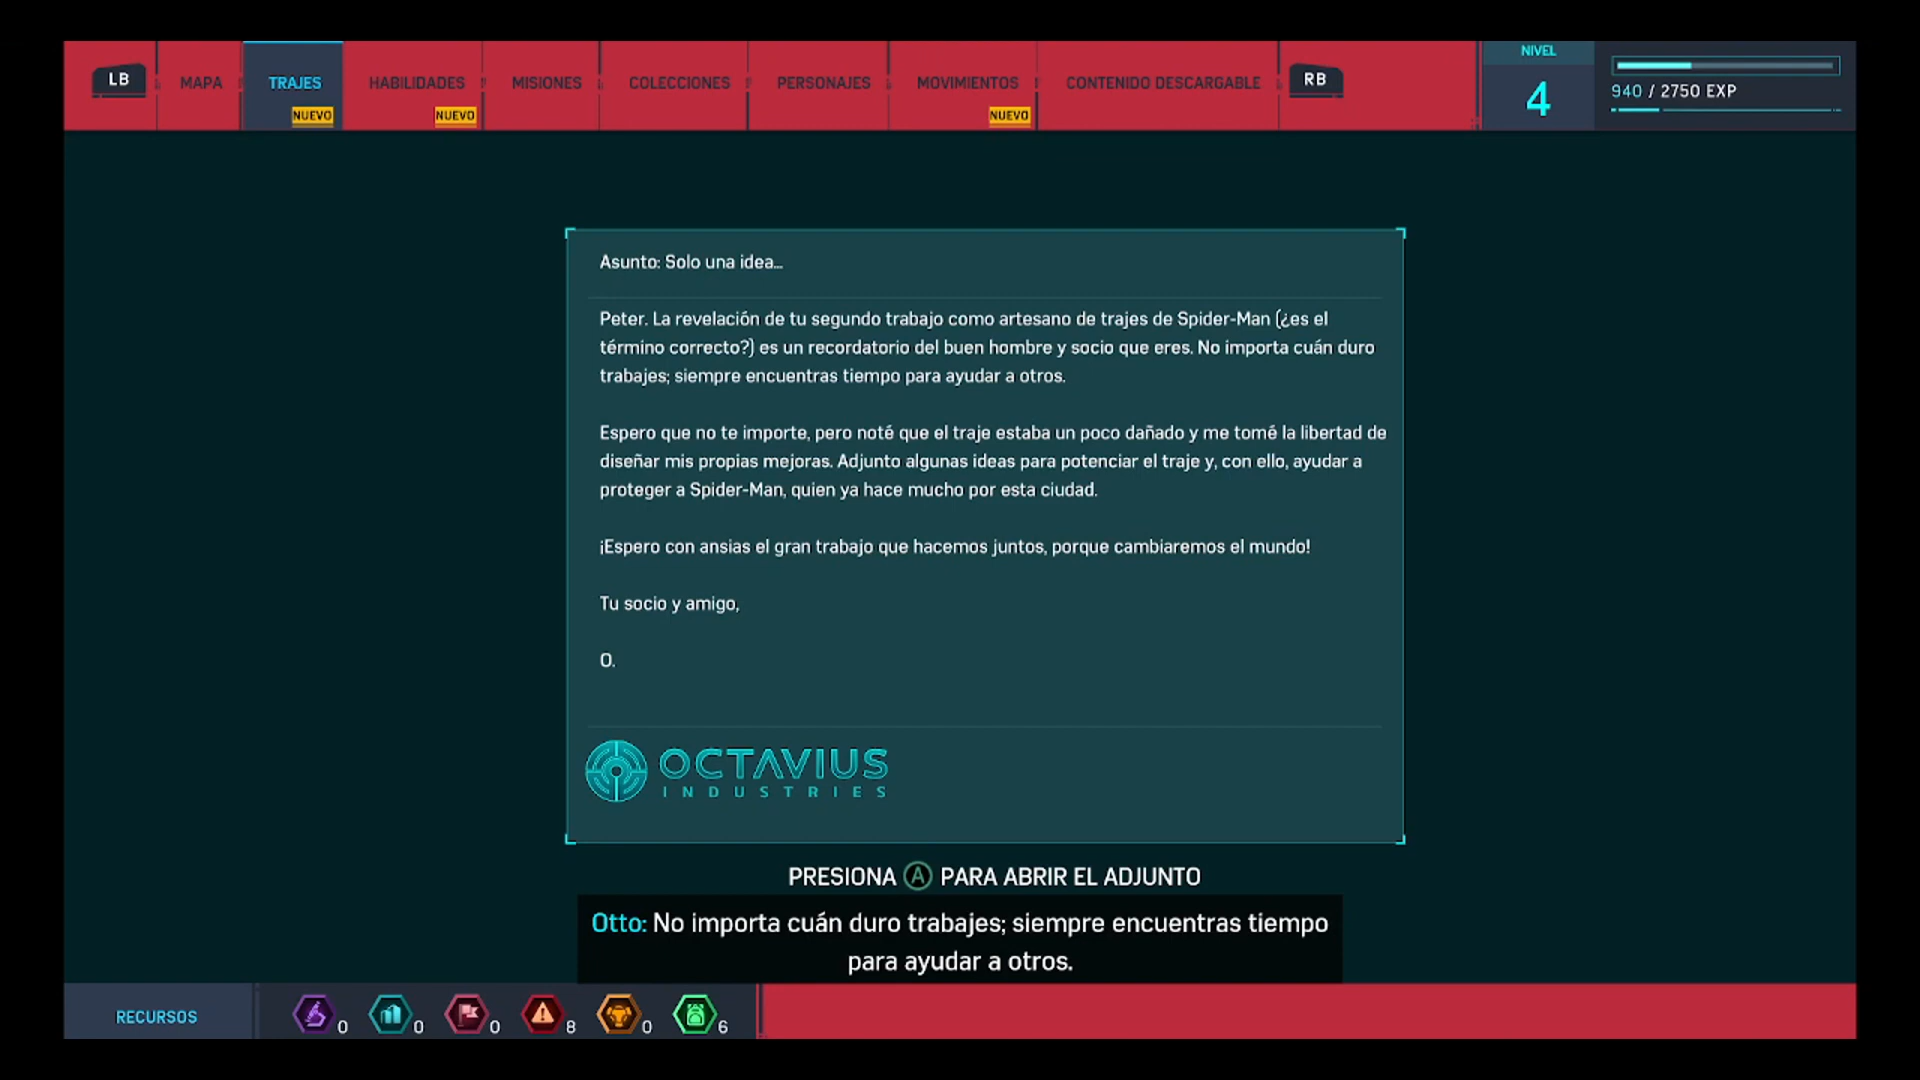 LB
MAPA
TRAJES
NUEVO
HABILIDADES
NUEVO
MISIONES
COLECCIONES
PERSONAJES
MOVIMIENTOS
NUEVO
CONTENIDO DESCARGABLE
RB
NIVEL
4
940 / 2750 EXP
Asunto: Solo una idea...
Peter. La revelación de tu segundo trabajo como artesano de trajes de Spider-Man (¿es el
término correcto?) es un recordatorio del buen hombre y socio que eres. No importa cuán duro
trabajes; siempre encuentras tiempo para ayudar a otros.
Espero que no te importe, pero noté que el traje estaba un poco dañado y me tomé la libertad de
diseñar mis propias mejoras. Adjunto algunas ideas para potenciar el traje y, con ello, ayudar a
proteger a Spider-Man, quien ya hace mucho por esta ciudad.
¡Espero con ansias el gran trabajo que hacemos juntos, porque cambiaremos el mundo!
Tu socio y amigo,
O.
OCTAVIUS
INDUSTRIES
PRESIONA A PARA ABRIR EL ADJUNTO
Otto: No importa cuán duro trabajes; siempre encuentras tiempo
para ayudar a otros.
RECURSOS
0
0
0
8
0
6